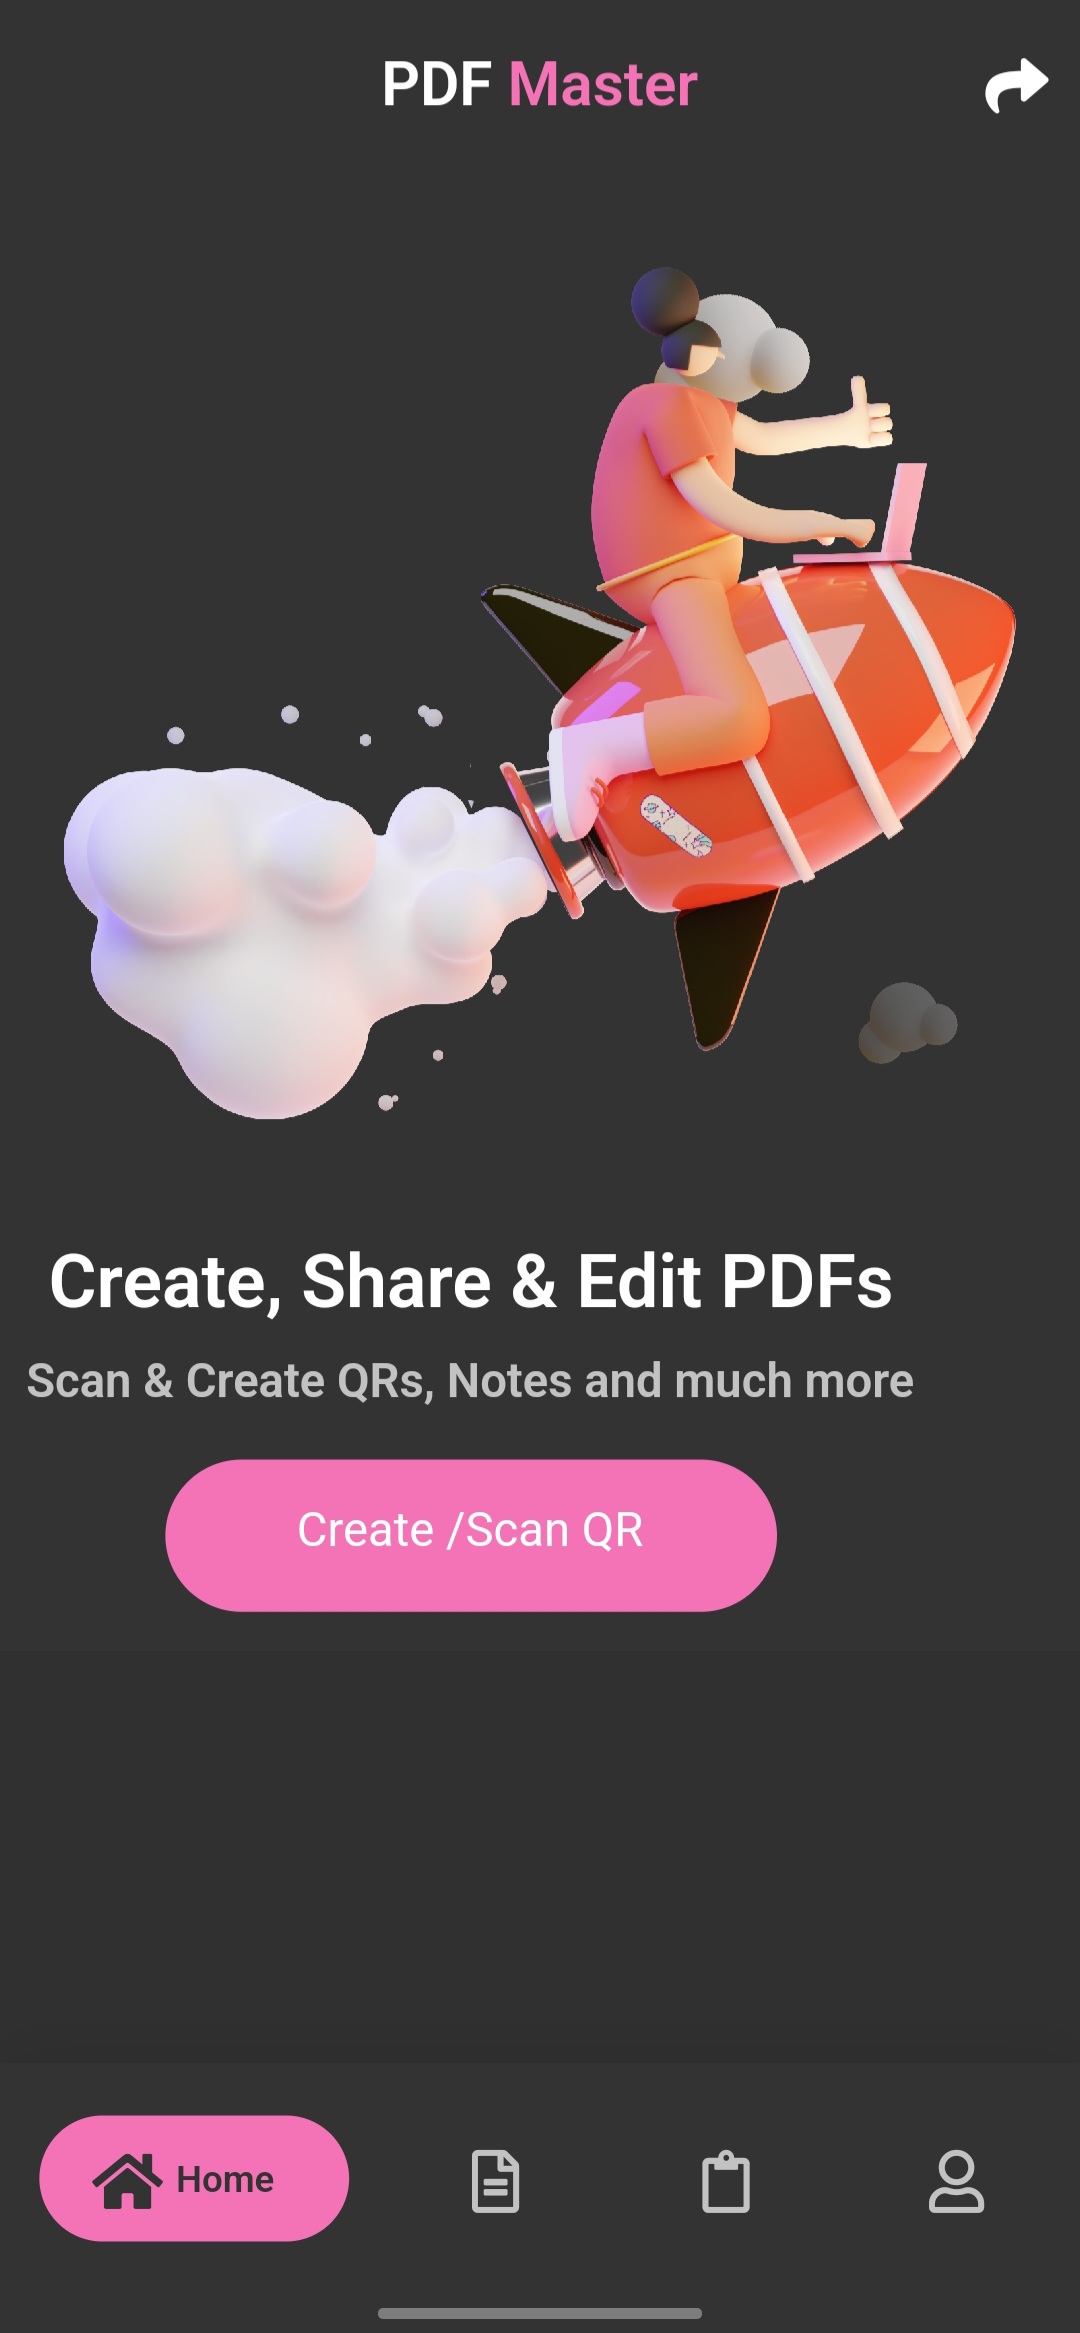 PDF Master
Create, Share & Edit PDFs
Scan & Create QRs, Notes and much more
Create /Scan QR
Home